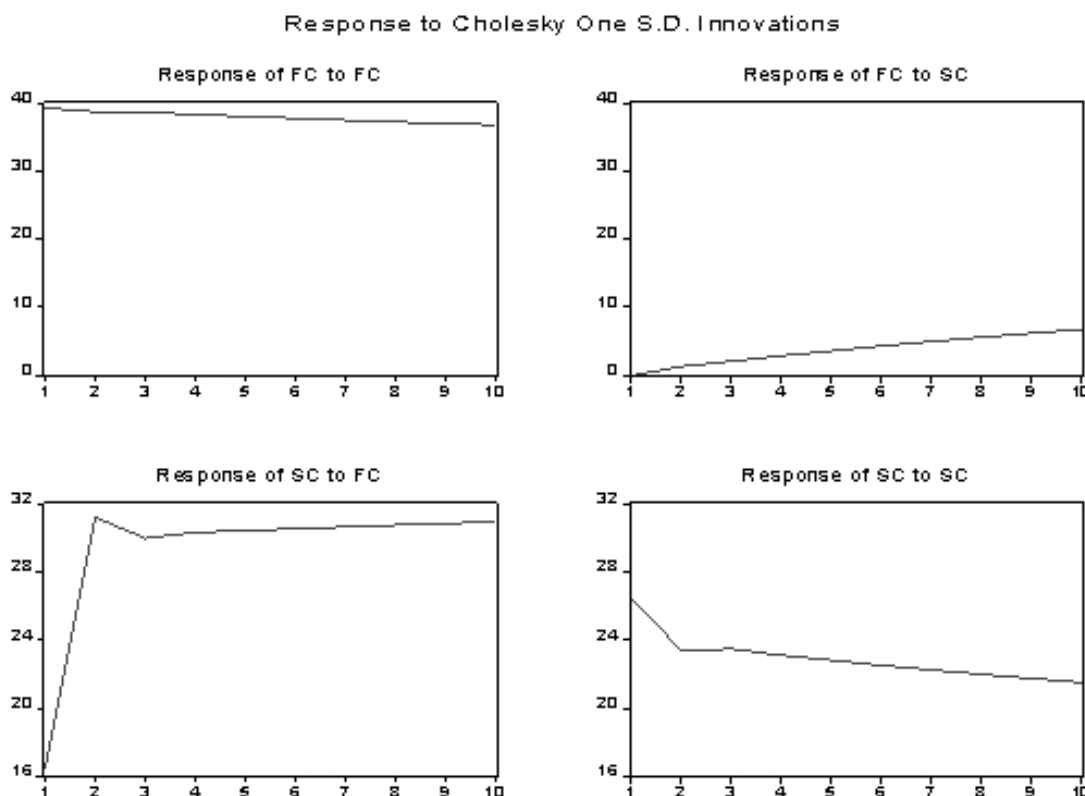 Response to Cholesky One S.D. Innovations
Response of FC to FC
40
30
20
10
0
1 2 3 4 5 6 7 8 9 10
Response of FC to SC
40
30
20
10
0
1 2 3 4 5 6 7 8 9 10
Response of SC to FC
32
28
24
20
16
1 2 3 4 5 6 7 8 9 10
Response of SC to SC
32
28
24
20
16
1 2 3 4 5 6 7 8 9 10